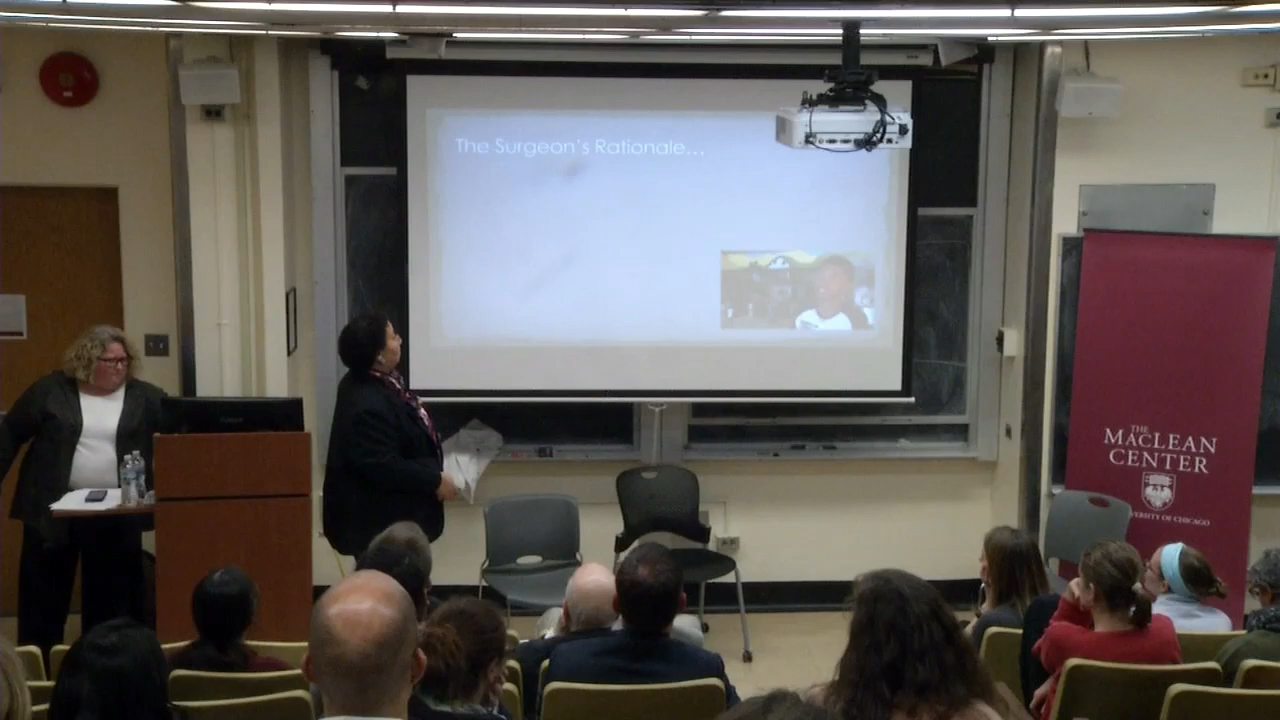 The Surgeon's Rationale...
THE
MACLEAN
CENTER
UNIVERSITY OF CHICAGO